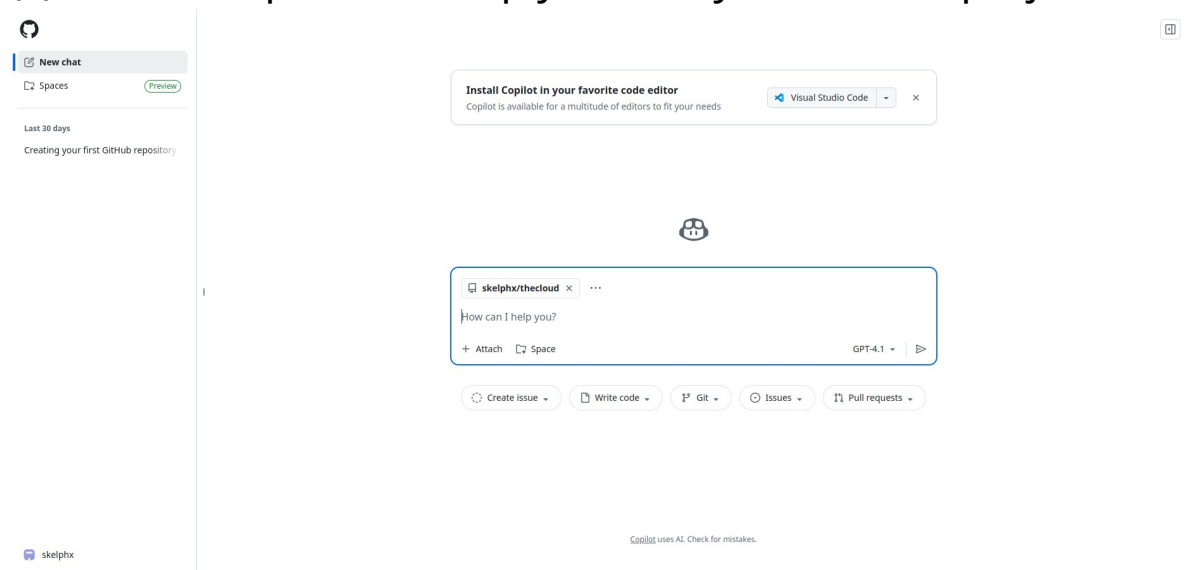 New chat
Spaces Preview
Last 30 days
Creating your first GitHub repository
Install Copilot in your favorite code editor
Copilot is available for a multitude of editors to fit your needs
Visual Studio Code
skelphx/thecloud
How can I help you?
Attach Space GPT-4.1
Create issue Write code Git Issues Pull requests
Copilot uses AI. Check for mistakes.
skelphx